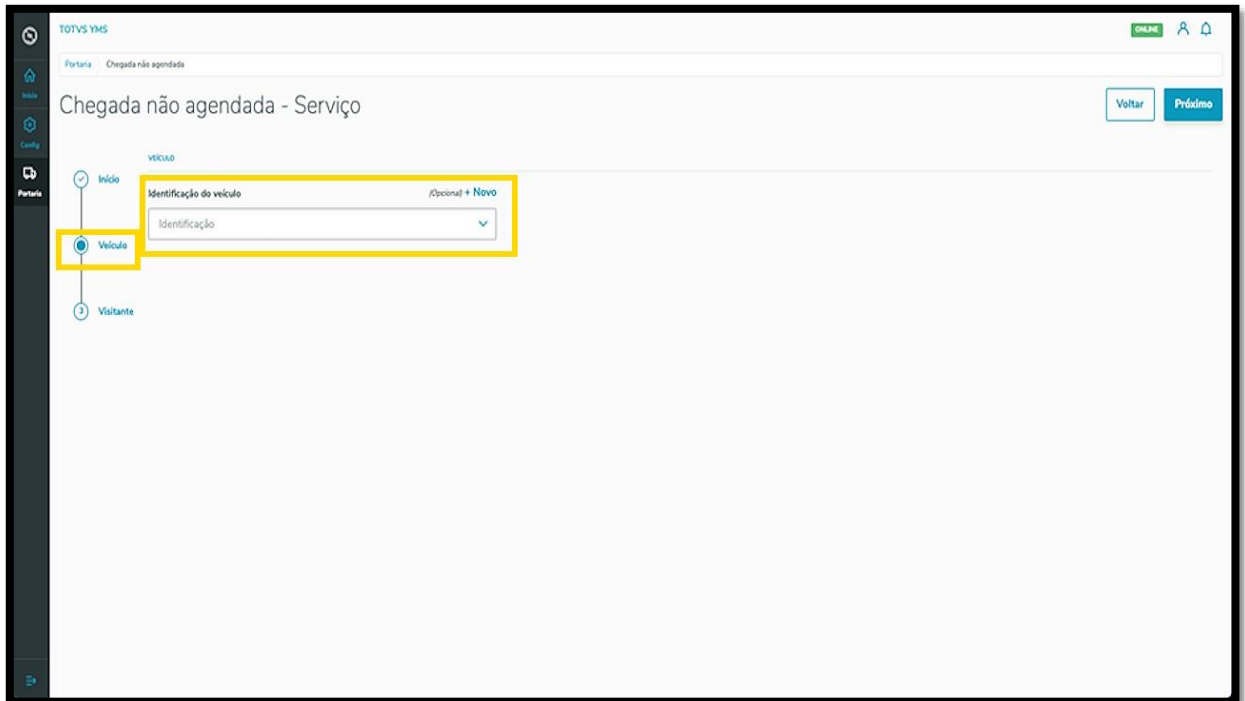 TOTVS YMS
ONLINE
Portaria Chegada não agendada
Chegada não agendada - Serviço
Voltar
Próximo
Início
Config
Portaria
VEÍCULO
Início
Identificação do veículo
(Opcional) + Novo
Identificação
Veículo
3 Visitante